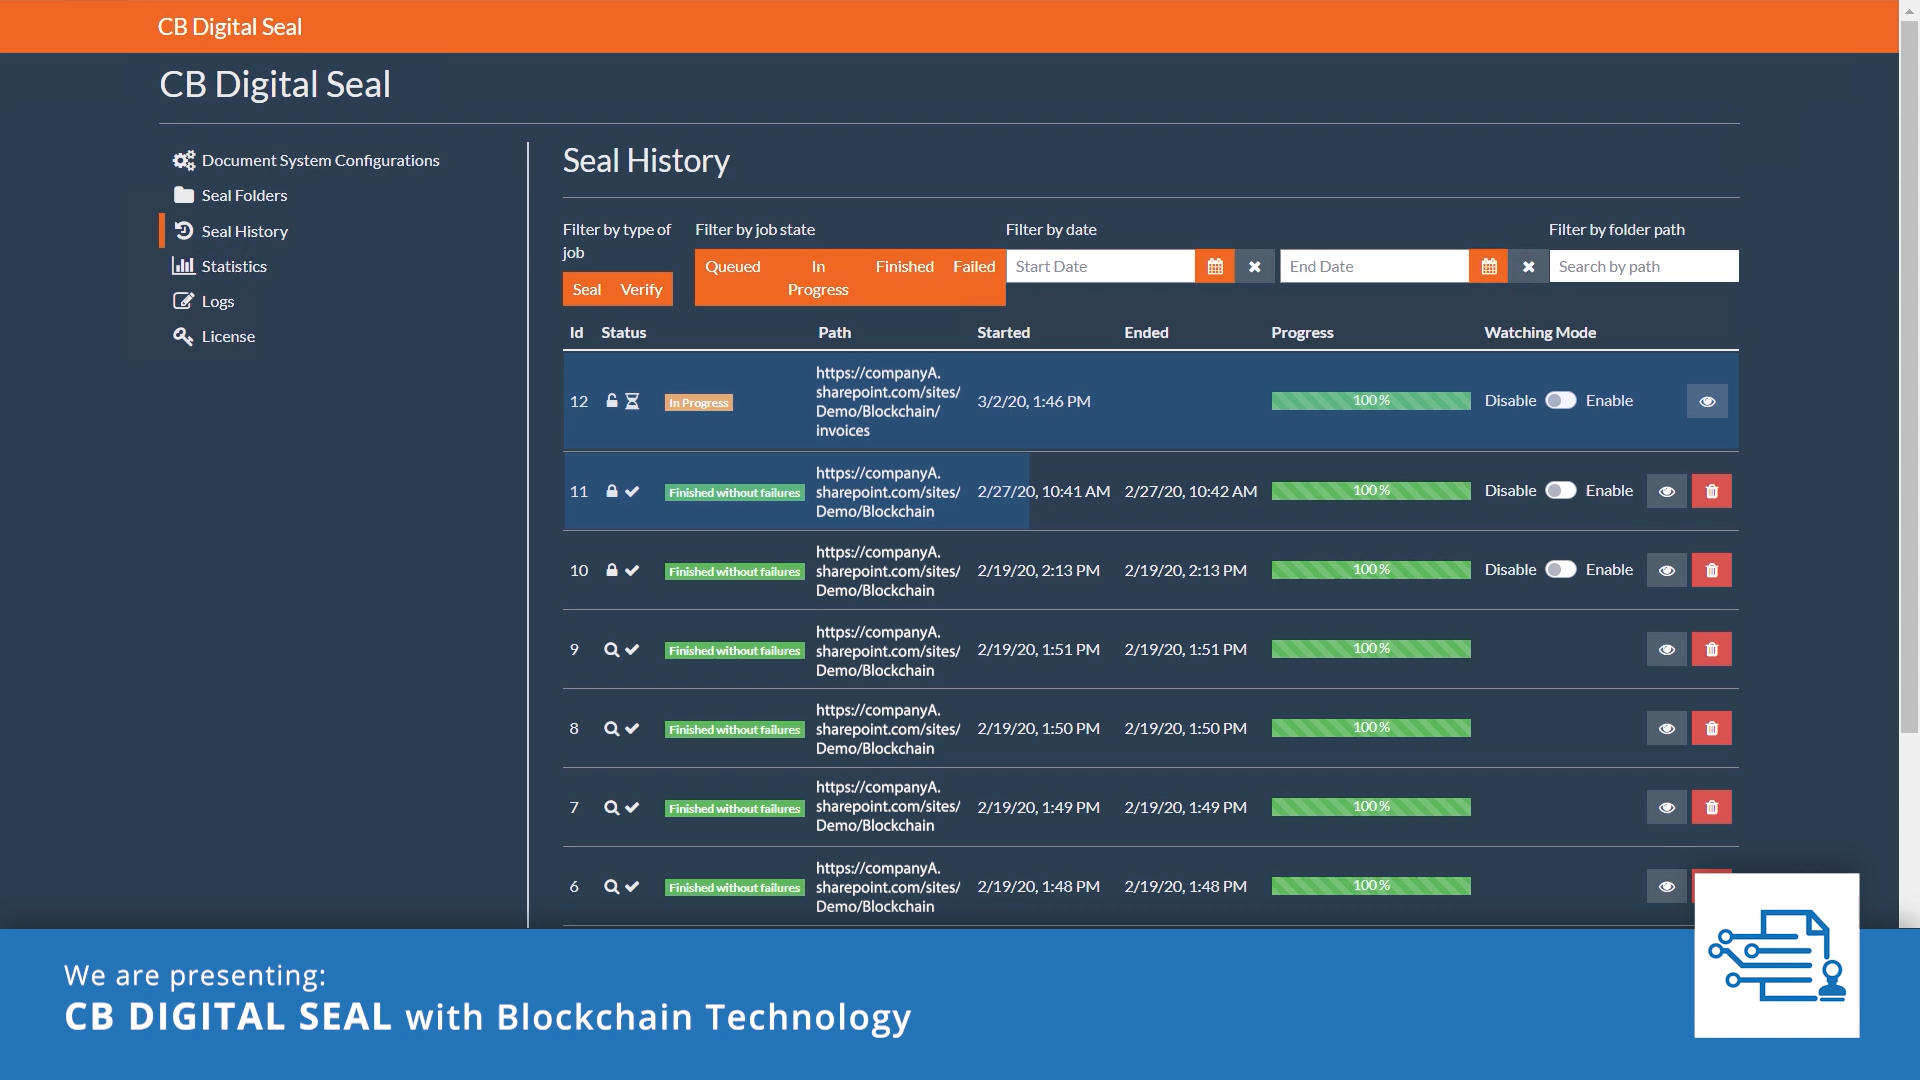 CB Digital Seal
CB Digital Seal
Document System Configurations
Seal Folders
Seal History
Statistics
Logs
License
Seal History
Filter by type of
job
Seal Verify
Filter by job state
Queued In Finished Failed
Progress
Filter by date
Start Date
End Date
Filter by folder path
Search by path
Id Status Path Started Ended Progress Watching Mode
https://companyA.
sharepoint.com/sites/
12 In Progress Demo/Blockchain/ 3/2/20, 1:46 PM 100 % Disable Enable
invoices
https://companyA.
11 Finished without failures sharepoint.com/sites/ 2/27/20, 10:41 AM 2/27/20, 10:42 AM 100 % Disable Enable
Demo/Blockchain
https://companyA.
10 Finished without failures sharepoint.com/sites/ 2/19/20, 2:13 PM 2/19/20, 2:13 PM 100 % Disable Enable
Demo/Blockchain
https://companyA.
9 Finished without failures sharepoint.com/sites/ 2/19/20, 1:51 PM 2/19/20, 1:51 PM 100 %
Demo/Blockchain
https://companyA.
8 Finished without failures sharepoint.com/sites/ 2/19/20, 1:50 PM 2/19/20, 1:50 PM 100 %
Demo/Blockchain
https://companyA.
7 Finished without failures sharepoint.com/sites/ 2/19/20, 1:49 PM 2/19/20, 1:49 PM 100 %
Demo/Blockchain
https://companyA.
6 Finished without failures sharepoint.com/sites/ 2/19/20, 1:48 PM 2/19/20, 1:48 PM 100 %
Demo/Blockchain
We are presenting:
CB DIGITAL SEAL with Blockchain Technology